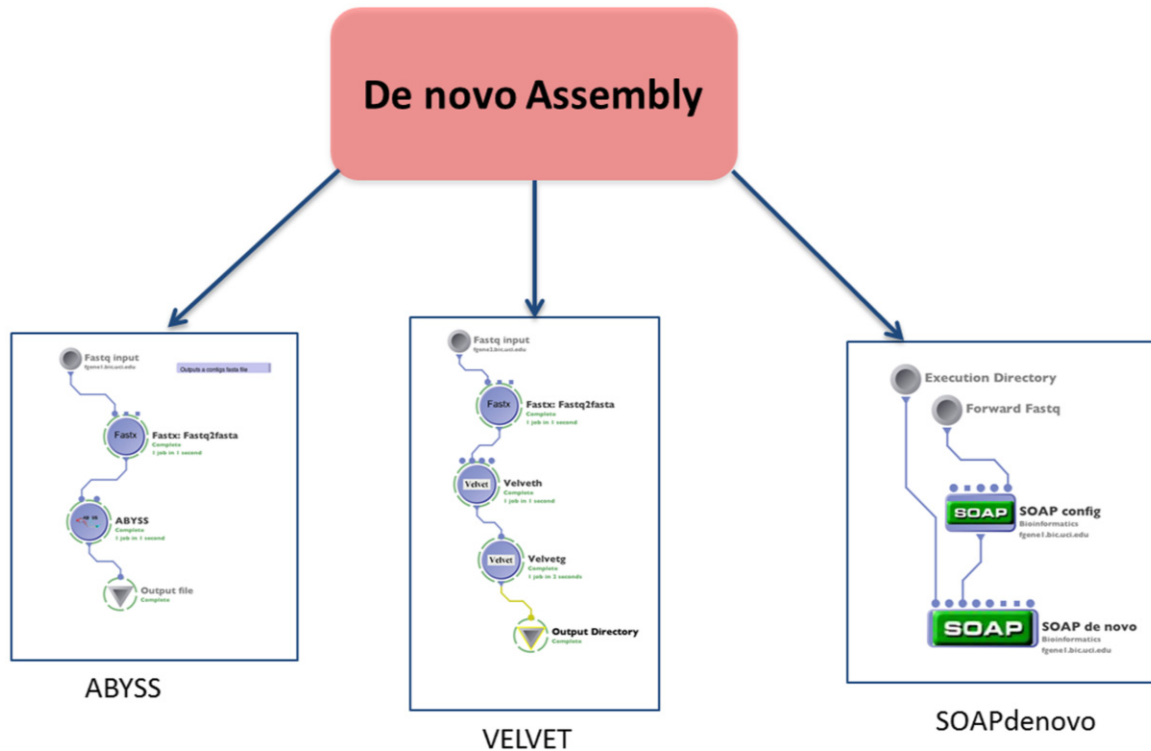 De novo Assembly
Fastq input
fgene1.bic.uci.edu
Outputs a contigs fasta file
Fastx
Fastx: Fastq2fasta
Complete
1 job in 1 second
ABYSS
Complete
1 job in 1 second
Output file
Complete
ABYSS
Fastq input
fgene2.bic.uci.edu
Fastx
Fastx: Fastq2fasta
Complete
1 job in 1 second
Velvet
Velveth
Complete
1 job in 1 second
Velvet
Velvetg
Complete
1 job in 2 seconds
Output Directory
Complete
VELVET
Execution Directory
Forward Fastq
SOAP
SOAP config
Bioinformatics
fgene1.bic.uci.edu
SOAP
SOAP de novo
Bioinformatics
fgene1.bic.uci.edu
SOAPdenovo